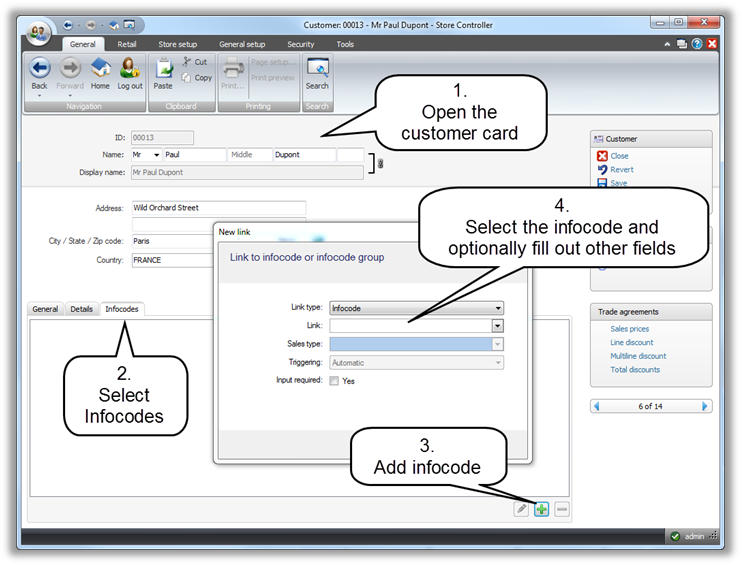 Customer: 00013 - Mr Paul Dupont - Store Controller
General Retail Store setup General setup Security Tools
Back Forward Home Log out
Navigation
Paste Cut
Copy
Clipboard
Print... Page setup...
Print preview
Printing
Search
Search
1.
Open the
customer card
ID: 00013
Name: Mr Paul Middle Dupont
Display name: Mr Paul Dupont
Address: Wild Orchard Street
City / State / Zip code: Paris
Country: FRANCE
Customer
Close
Revert
Save
4.
Select the infocode and
optionally fill out other fields
New link
Link to infocode or infocode group
Link type: Infocode
Link:
Sales type:
Triggering: Automatic
Input required: Yes
General Details Infocodes
2.
Select
Infocodes
Trade agreements
Sales prices
Line discount
Multiline discount
Total discounts
6 of 14
3.
Add infocode
admin